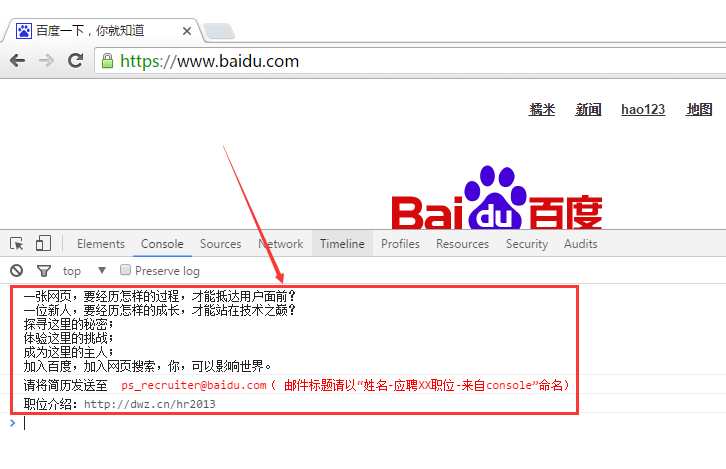 百度一下，你就知道
https://www.baidu.com
糯米 新闻 hao123 地图
Bai du 百度
Elements Console Sources Network Timeline Profiles Resources Security Audits
top Preserve log
一张网页，要经历怎样的过程，才能抵达用户面前？
一位新人，要经历怎样的成长，才能站在技术之巅？
探寻这里的秘密；
体验这里的挑战；
成为这里的主人；
加入百度，加入网页搜索，你，可以影响世界。
请将简历发送至 ps_recruiter@baidu.com（ 邮件标题请以“姓名-应聘XX职位-来自console”命名）
职位介绍：http://dwz.cn/hr2013